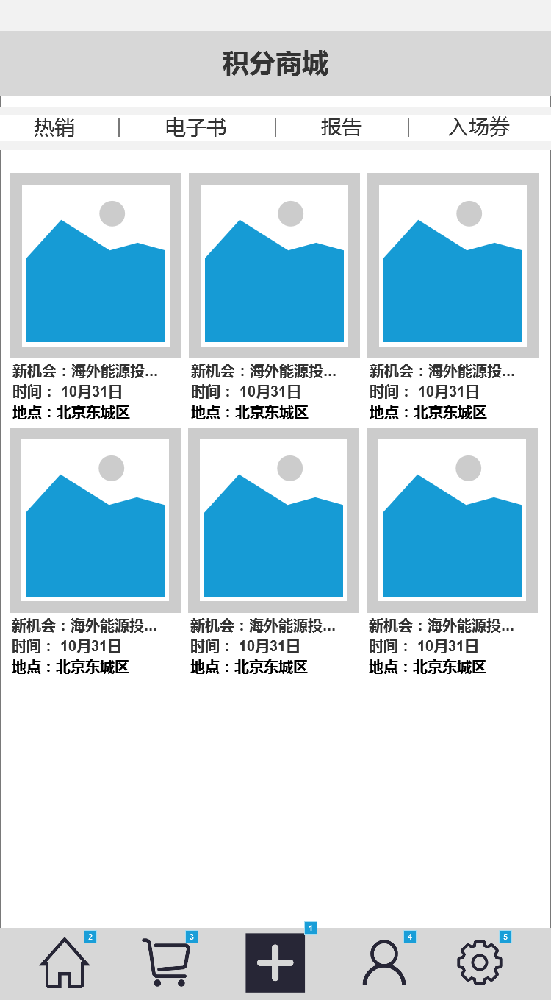 积分商城
热销 | 电子书 | 报告 | 入场券
新机会：海外能源投... 新机会：海外能源投... 新机会：海外能源投...
时间： 10月31日 时间： 10月31日 时间： 10月31日
地点：北京东城区 地点：北京东城区 地点：北京东城区
新机会：海外能源投... 新机会：海外能源投... 新机会：海外能源投...
时间： 10月31日 时间： 10月31日 时间： 10月31日
地点：北京东城区 地点：北京东城区 地点：北京东城区
2 3 1 4 5